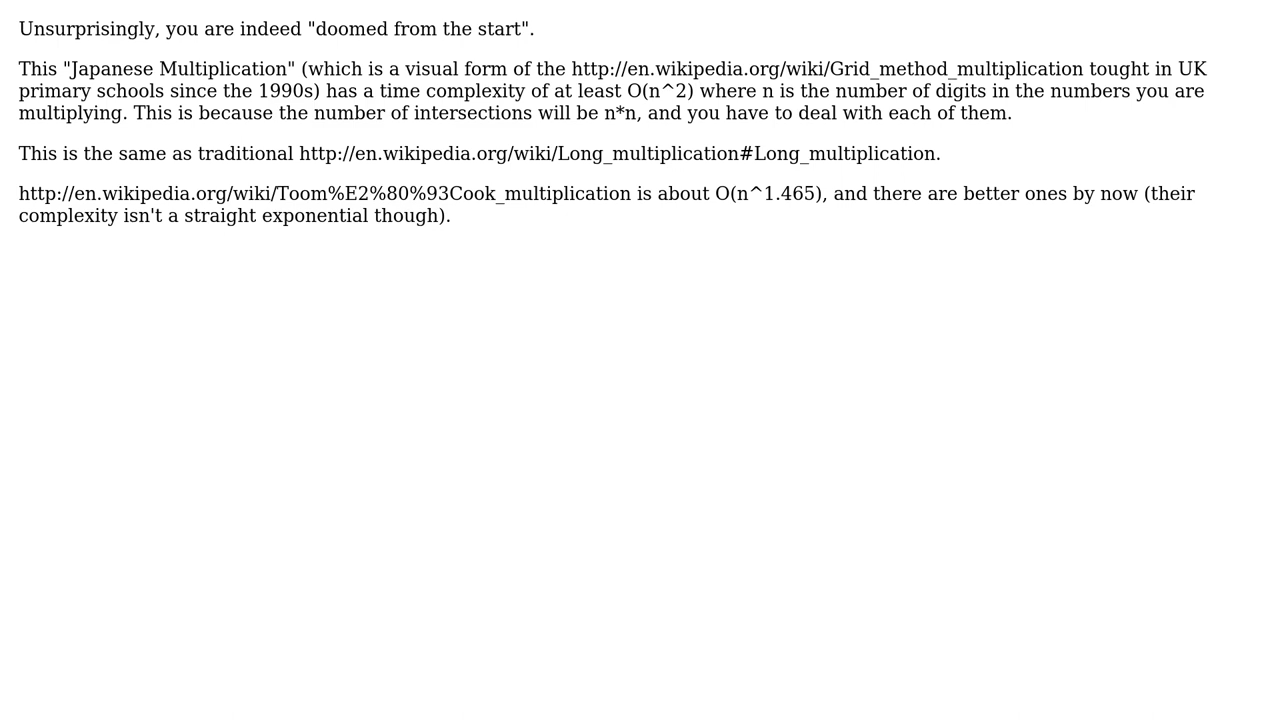 Unsurprisingly, you are indeed "doomed from the start".
This "Japanese Multiplication" (which is a visual form of the http://en.wikipedia.org/wiki/Grid_method_multiplication tought in UK
primary schools since the 1990s) has a time complexity of at least O(n^2) where n is the number of digits in the numbers you are
multiplying. This is because the number of intersections will be n*n, and you have to deal with each of them.
This is the same as traditional http://en.wikipedia.org/wiki/Long_multiplication#Long_multiplication.
http://en.wikipedia.org/wiki/Toom%E2%80%93Cook_multiplication is about O(n^1.465), and there are better ones by now (their
complexity isn't a straight exponential though).